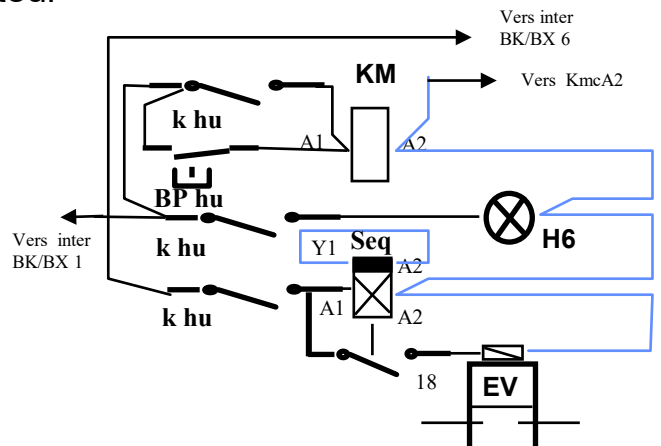 Vers inter
BK/BX 6
KM
Vers KmcA2
k hu
A1
A2
BP hu
Vers inter
BK/BX 1
k hu
H6
Y1
Seq
A2
k hu
A1
A2
18
EV